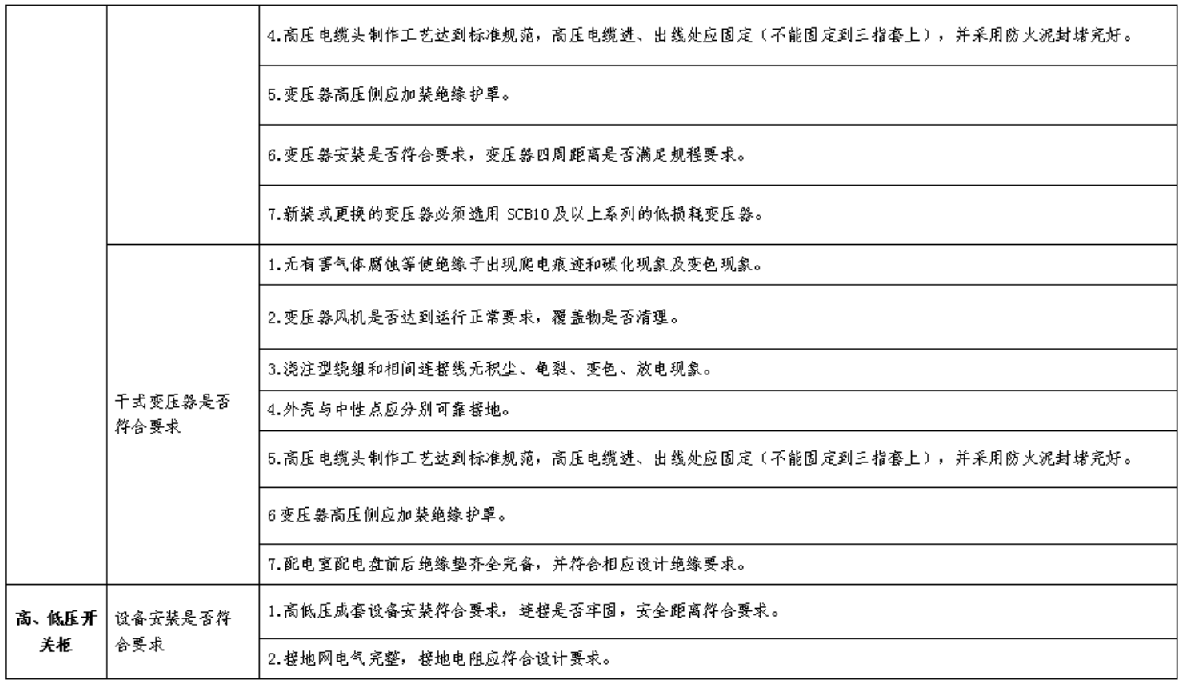 4.高压电缆头制作工艺达到标准规范，高压电缆进、出线处应固定（不能固定到三指套上），并采用防火泥封堵完好。
5.变压器高压侧应加装绝缘护罩。
6.变压器安装是否符合要求，变压器四周距离是否满足规程要求。
7.新装或更换的变压器必须选用 SCB10 及以上系列的低损耗变压器。
干式变压器是否
符合要求
1.无有害气体腐蚀等使绝缘子出现爬电痕迹和碳化现象及变色现象。
2.变压器风机是否达到运行正常要求，覆盖物是否清理。
3.浇注型绕组和相间连接线无积尘、龟裂、变色、放电现象。
4.外壳与中性点应分别可靠接地。
5.高压电缆头制作工艺达到标准规范，高压电缆进、出线处应固定（不能固定到三指套上），并采用防火泥封堵完好。
6 变压器高压侧应加装绝缘护罩。
7.配电室配电盘前后绝缘垫齐全完备，并符合相应设计绝缘要求。
高、低压开
关柜
设备安装是否符
合要求
1.高低压成套设备安装符合要求，连接是否牢固，安全距离符合要求。
2.接地网电气完整，接地电阻应符合设计要求。